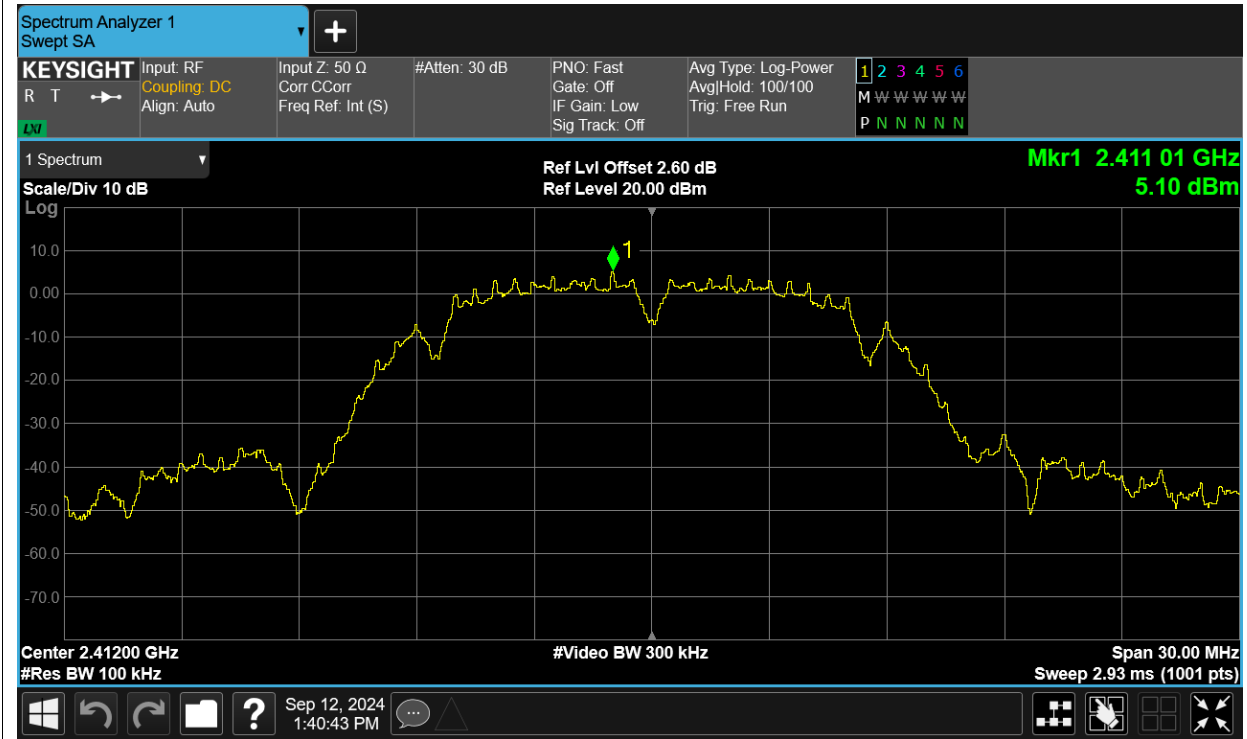 Spectrum Analyzer 1
Swept SA
+
KEYSIGHT
R T
LXI
Input: RF
Coupling: DC
Align: Auto
Input Z: 50 Ω
Corr CCorr
Freq Ref: Int (S)
#Atten: 30 dB
PNO: Fast
Gate: Off
IF Gain: Low
Sig Track: Off
Avg Type: Log-Power
Avg|Hold: 100/100
Trig: Free Run
1 2 3 4 5 6
M W W W W W
P N N N N N
1 Spectrum
Scale/Div 10 dB
Log
Ref Lvl Offset 2.60 dB
Ref Level 20.00 dBm
Mkr1 2.411 01 GHz
5.10 dBm
1
10.0
0.00
-10.0
-20.0
-30.0
-40.0
-50.0
-60.0
-70.0
Center 2.41200 GHz
#Res BW 100 kHz
#Video BW 300 kHz
Span 30.00 MHz
Sweep 2.93 ms (1001 pts)
?
Sep 12, 2024
1:40:43 PM